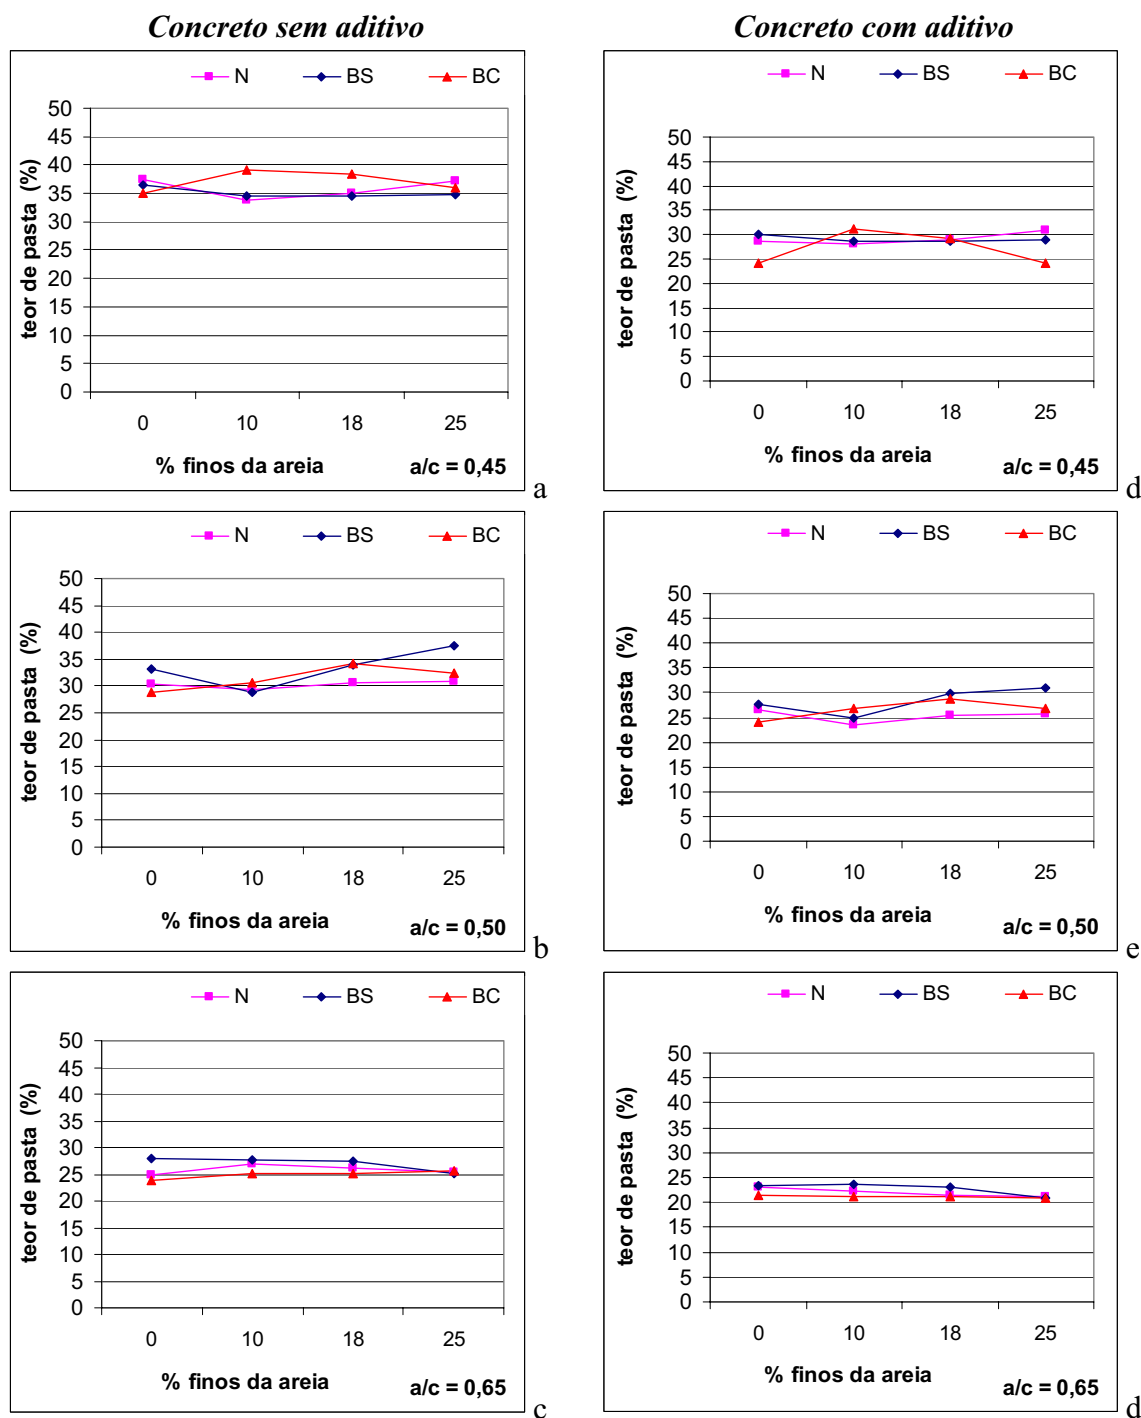 Concreto sem aditivo
Concreto com aditivo
N BS BC
50
45
40
35
30
25
20
15
10
5
0
teor de pasta (%)
0 10 18 25
% finos da areia
a/c = 0,45
a
N BS BC
50
45
40
35
30
25
20
15
10
5
0
teor de pasta (%)
0 10 18 25
% finos da areia
a/c = 0,45
d
N BS BC
50
45
40
35
30
25
20
15
10
5
0
teor de pasta (%)
0 10 18 25
% finos da areia
a/c = 0,50
b
N BS BC
50
45
40
35
30
25
20
15
10
5
0
teor de pasta (%)
0 10 18 25
% finos da areia
a/c = 0,50
e
N BS BC
50
45
40
35
30
25
20
15
10
5
0
teor de pasta (%)
0 10 18 25
% finos da areia
a/c = 0,65
c
N BS BC
50
45
40
35
30
25
20
15
10
5
0
teor de pasta (%)
0 10 18 25
% finos da areia
a/c = 0,65
d